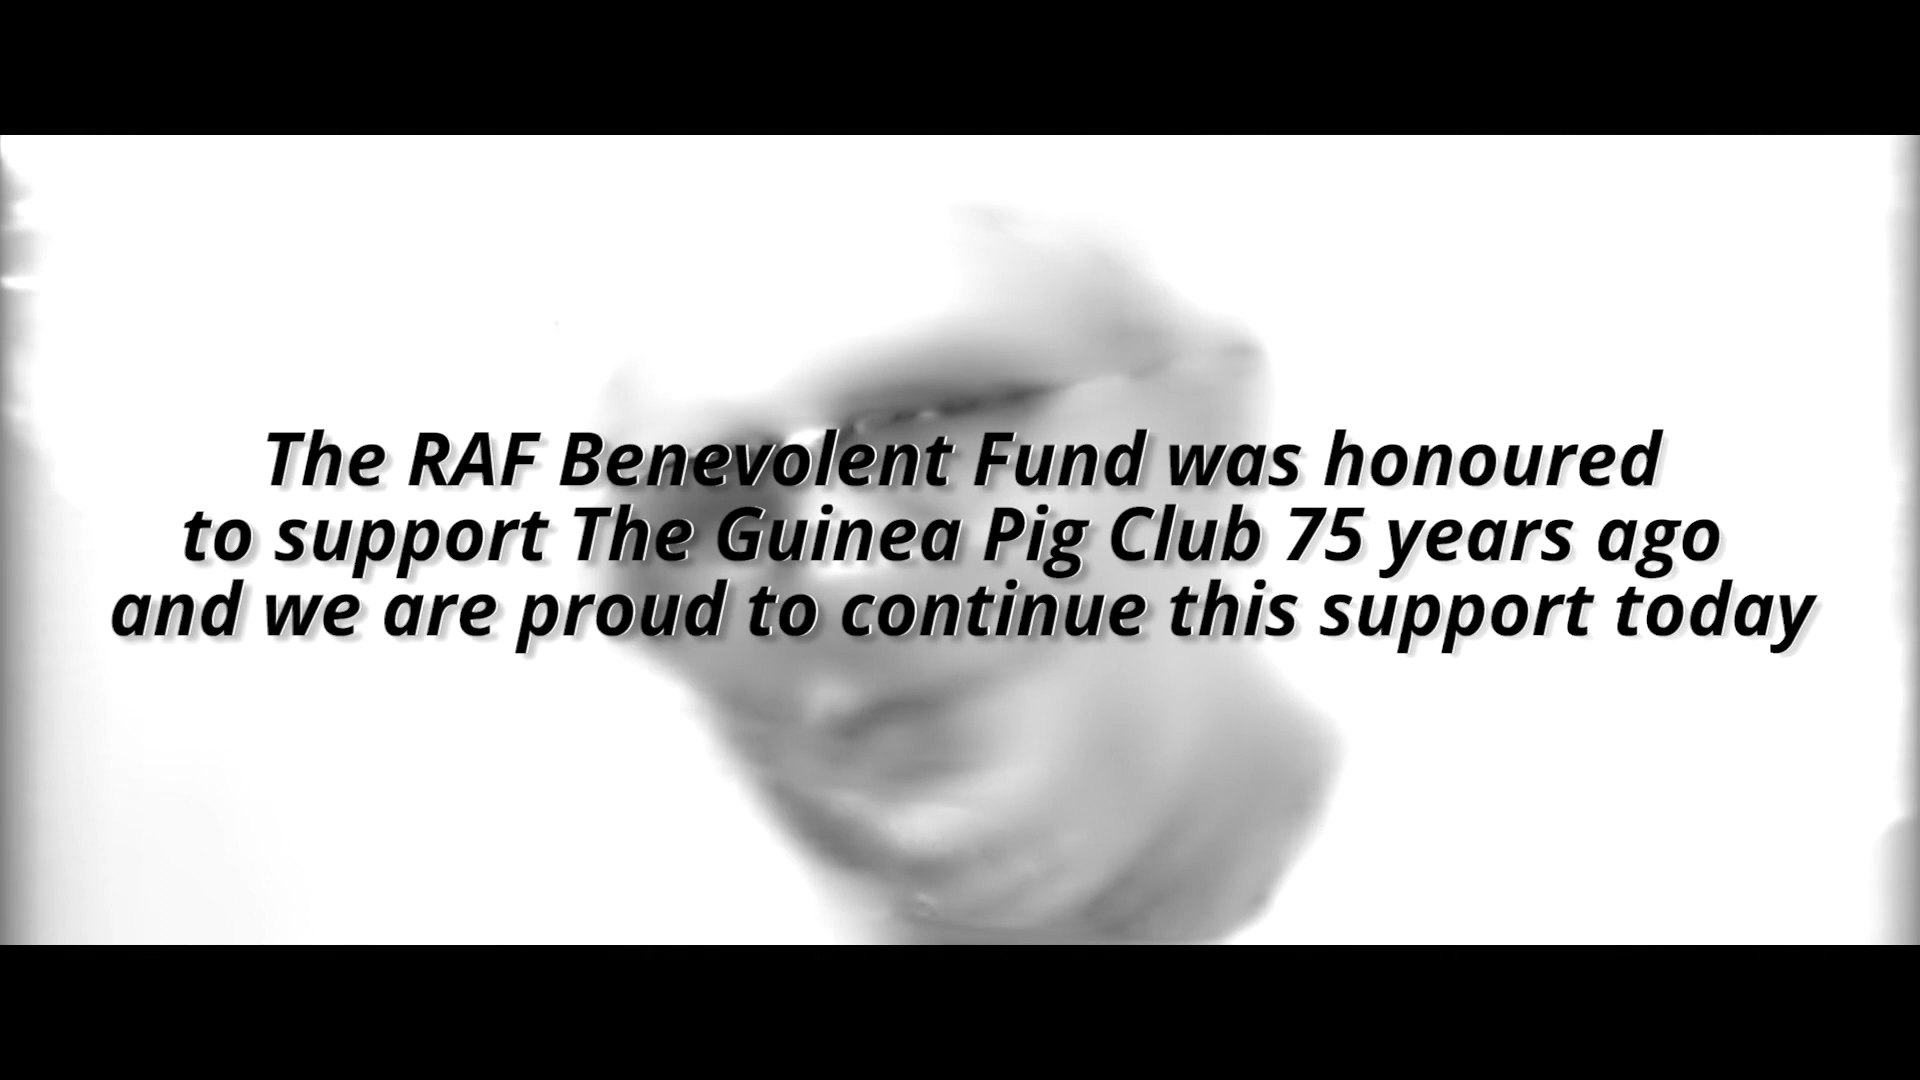 The RAF Benevolent Fund was honoured
to support The Guinea Pig Club 75 years ago
and we are proud to continue this support today